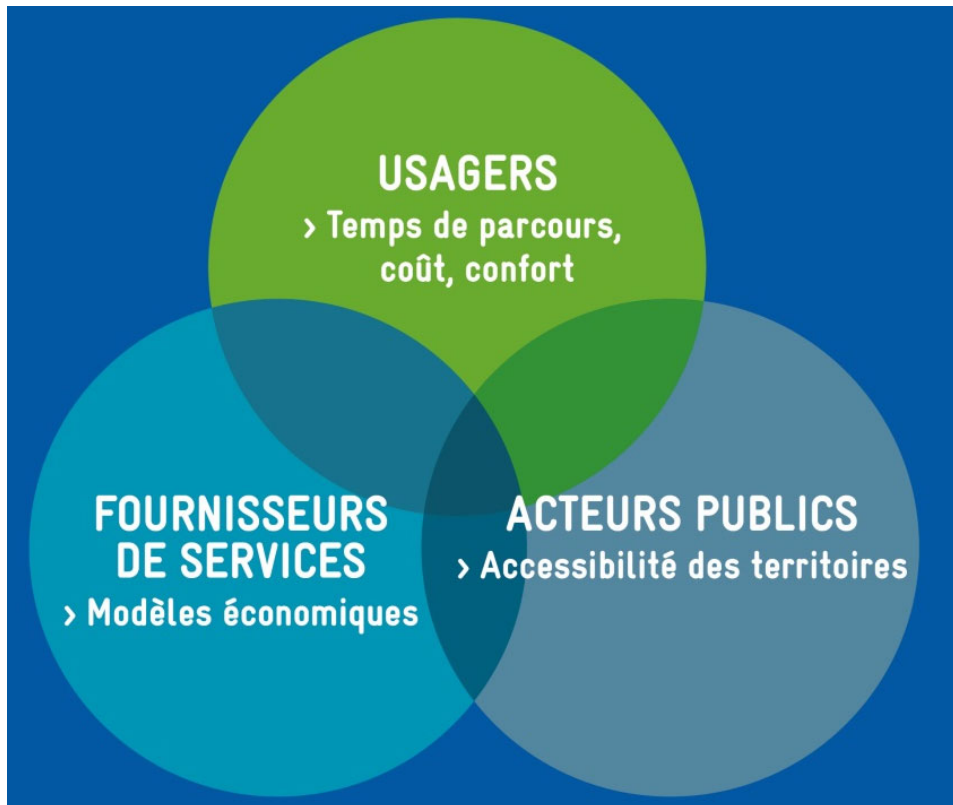 USAGERS
› Temps de parcours,
coût, confort
FOURNISSEURS
DE SERVICES
› Modèles économiques
ACTEURS PUBLICS
› Accessibilité des territoires